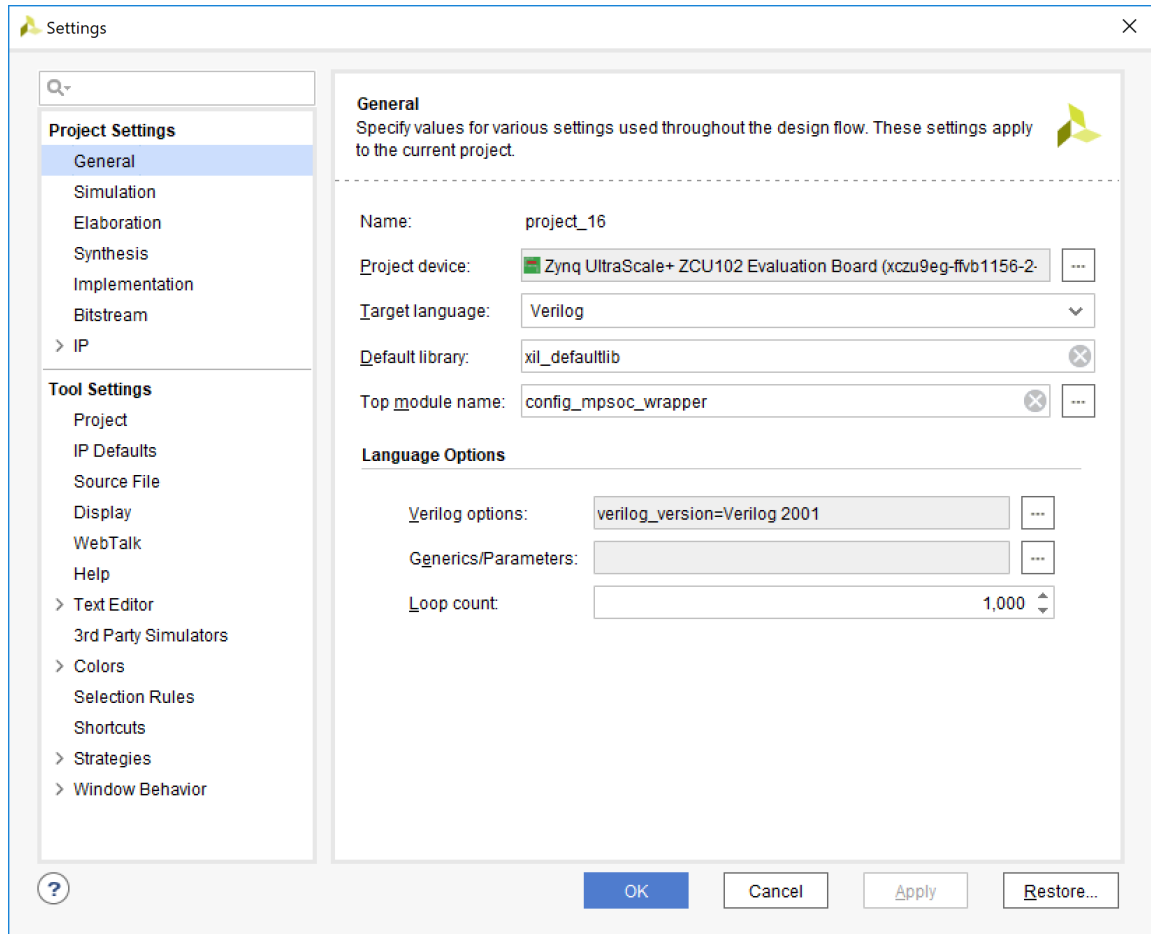 Settings
Project Settings
General
Simulation
Elaboration
Synthesis
Implementation
Bitstream
IP
Tool Settings
Project
IP Defaults
Source File
Display
WebTalk
Help
Text Editor
3rd Party Simulators
Colors
Selection Rules
Shortcuts
Strategies
Window Behavior
General
Specify values for various settings used throughout the design flow. These settings apply
to the current project.
Name: project_16
Project device: Zynq UltraScale+ ZCU102 Evaluation Board (xczu9eg-ffvb1156-2- ...
Target language: Verilog
Default library: xil_defaultlib
Top module name: config_mpsoc_wrapper ...
Language Options
Verilog options: verilog_version=Verilog 2001 ...
Generics/Parameters: ...
Loop count: 1,000
? OK Cancel Apply Restore...